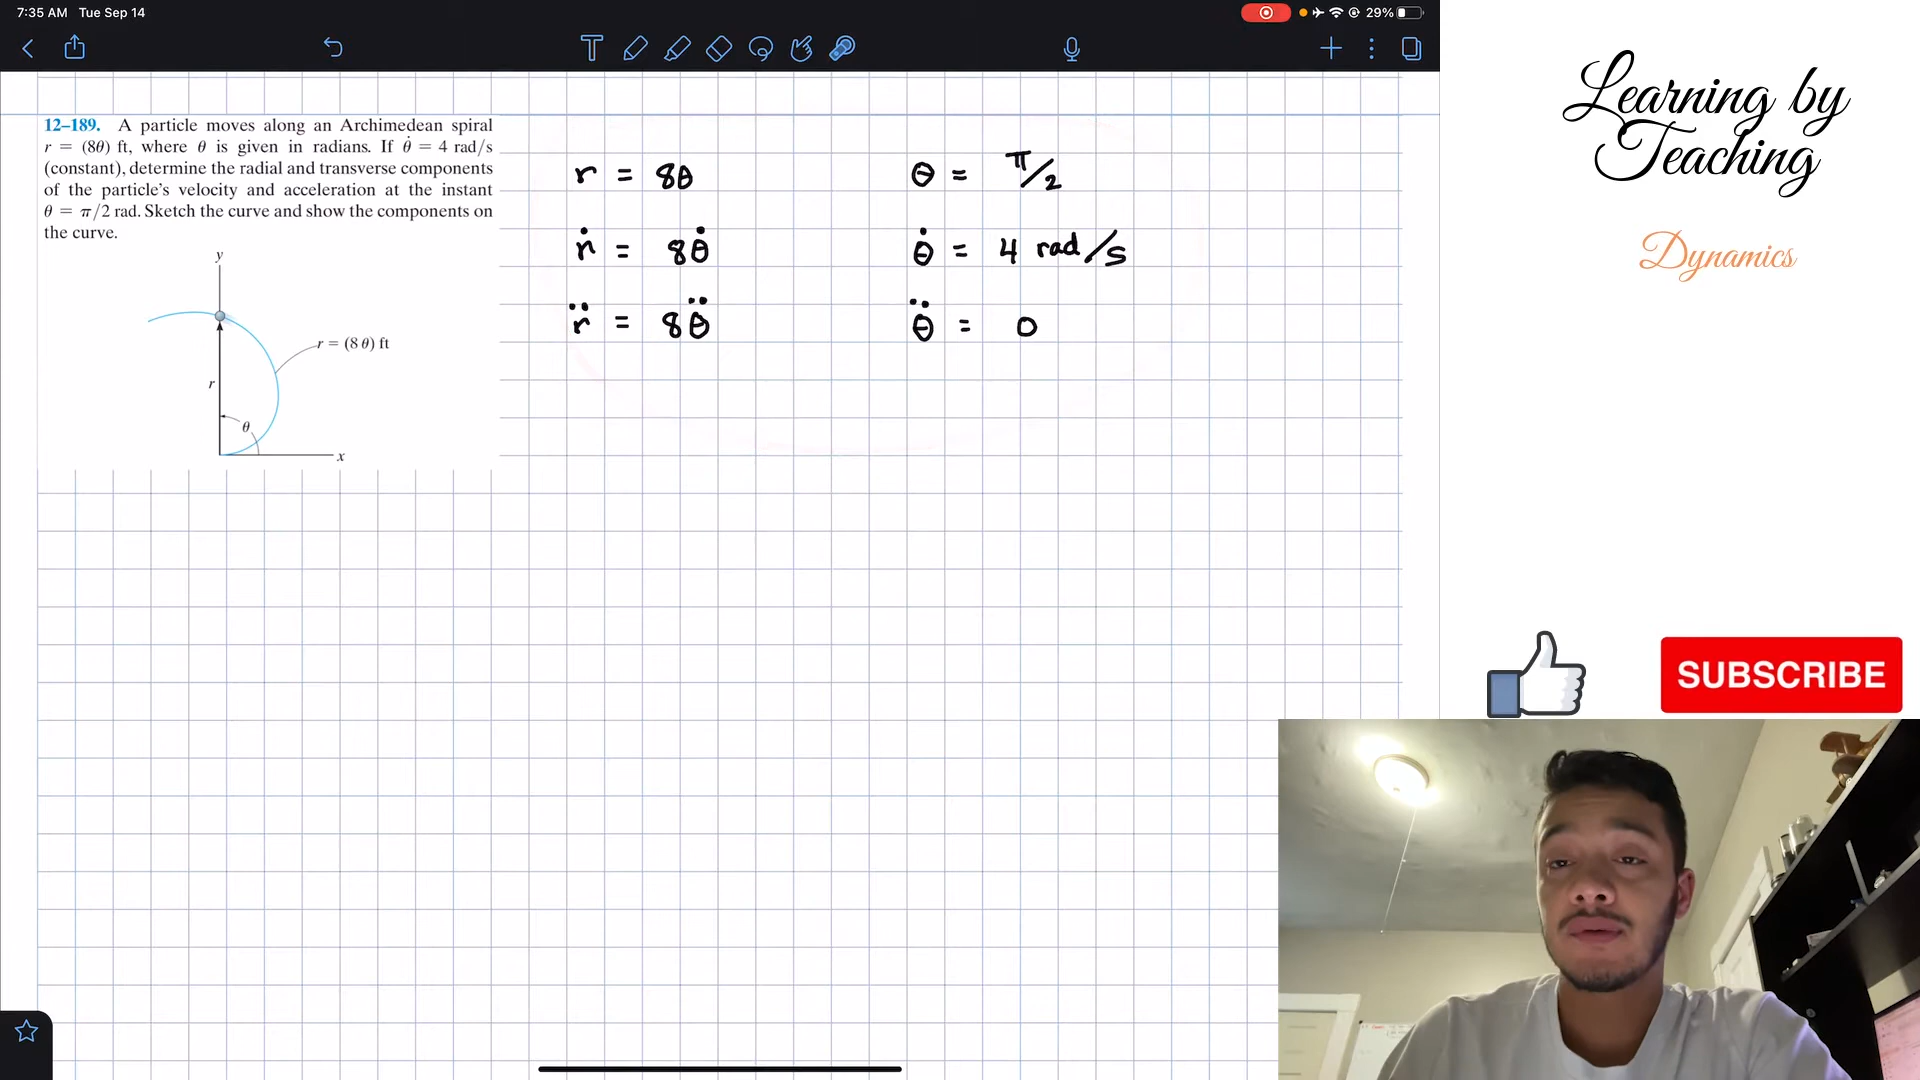 7:35 AM Tue Sep 14
29%
12–189. A particle moves along an Archimedean spiral
r = (8θ) ft, where θ is given in radians. If θ̇ = 4 rad/s
(constant), determine the radial and transverse components
of the particle's velocity and acceleration at the instant
θ = π/2 rad. Sketch the curve and show the components on
the curve.
y
r = (8 θ) ft
r
θ
x
r = 8θ
ṙ = 8θ̇
r̈ = 8θ̈
θ = π/2
θ̇ = 4 rad/s
θ̈ = 0
Learning by
Teaching
Dynamics
SUBSCRIBE